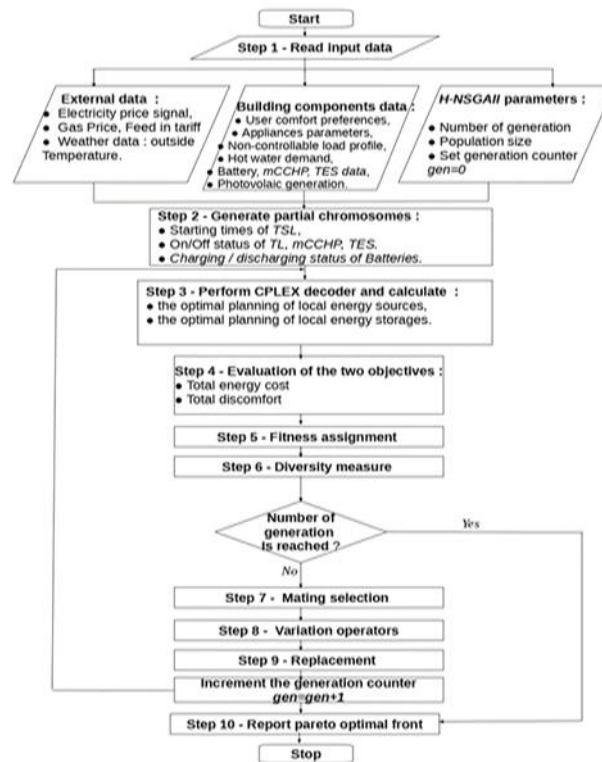 Start
Step 1 - Read input data
External data :
● Electricity price signal,
● Gas Price, Feed in tariff
● Weather data : outside
Temperature.
Building components data :
● User comfort preferences,
● Appliances parameters,
● Non-controllable load profile,
● Hot water demand,
● Battery, mCCHP, TES data,
● Photovolaic generation.
H-NSGAII parameters :
● Number of generation
● Population size
● Set generation counter
gen=0
Step 2 - Generate partial chromosomes :
● Starting times of TSL,
● On/Off status of TL, mCCHP, TES.
● Charging / discharging status of Batteries.
Step 3 - Perform CPLEX decoder and calculate :
● the optimal planning of local energy sources,
● the optimal planning of local energy storages.
Step 4 - Evaluation of the two objectives :
● Total energy cost
● Total discomfort
Step 5 - Fitness assignment
Step 6 - Diversity measure
Number of
generation
is reached ?
Yes
No
Step 7 - Mating selection
Step 8 - Variation operators
Step 9 - Replacement
Increment the generation counter
gen=gen+1
Step 10 - Report pareto optimal front
Stop